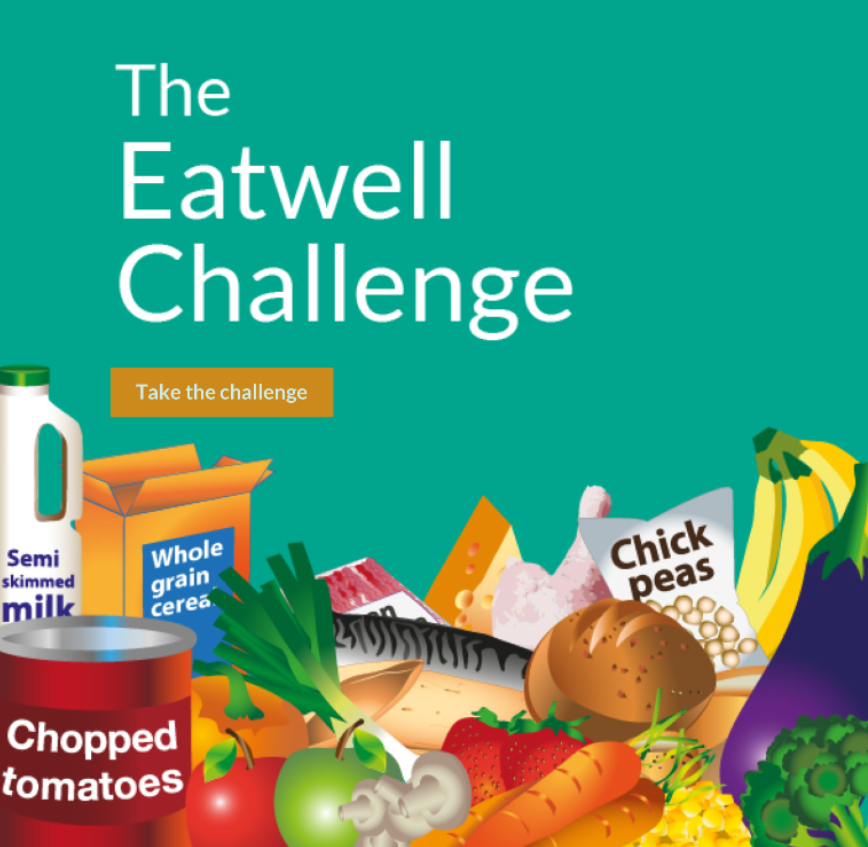 The
Eatwell
Challenge
Take the challenge
Semi
skimmed
milk
Whole
grain
Chick
peas
Chopped
tomatoes